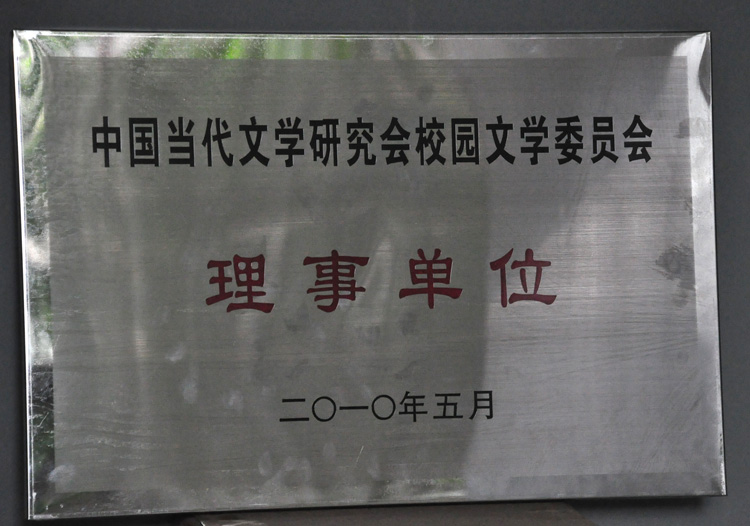 中国当代文学研究会校园文学委员会
理事单位
二〇一〇年五月